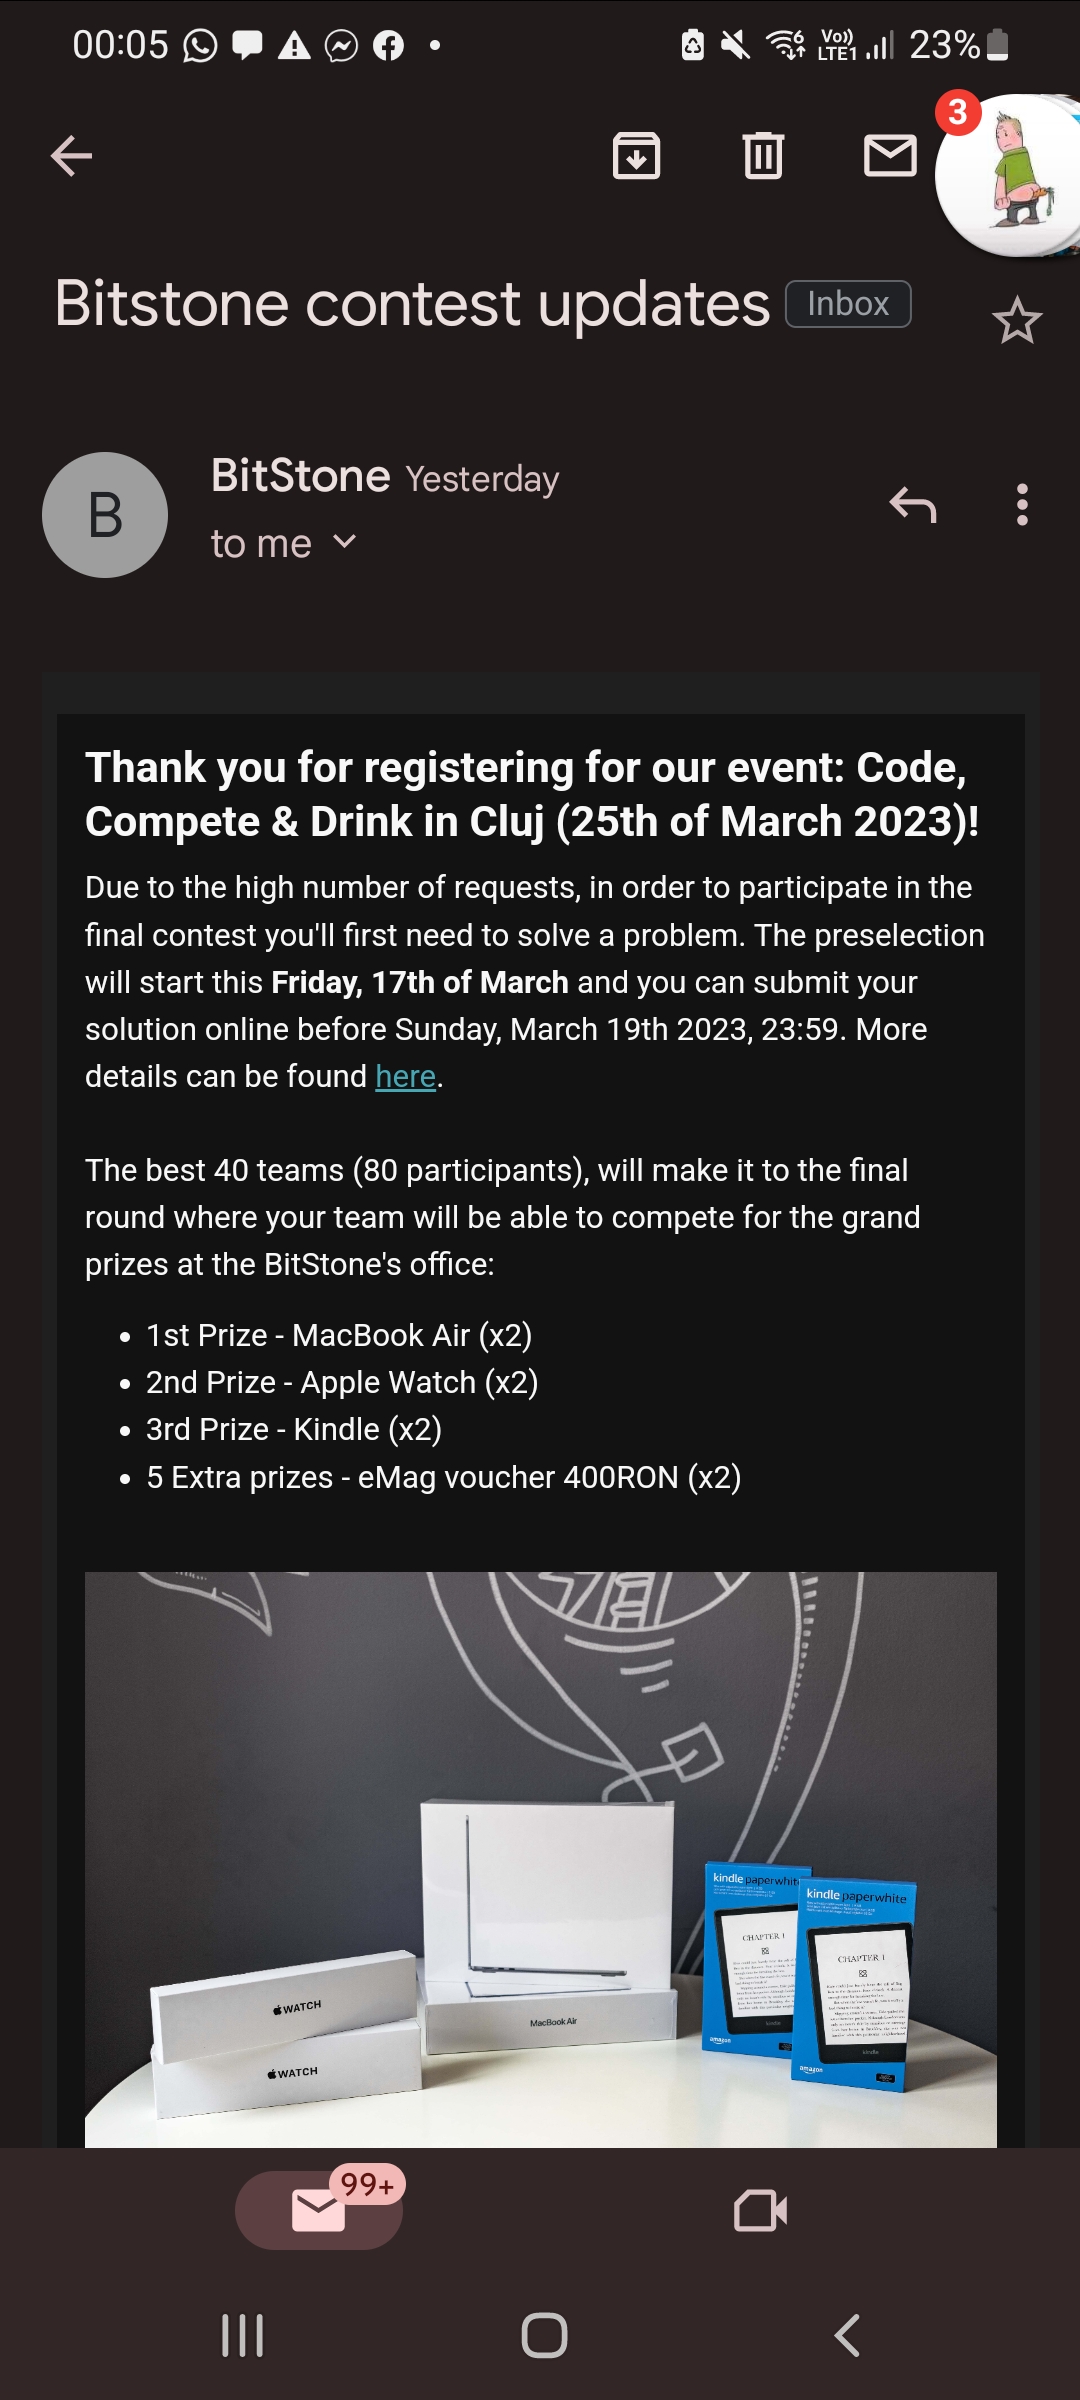 00:05
Vo))
LTE1
23%
3
Bitstone contest updates Inbox
B
BitStone Yesterday
to me
Thank you for registering for our event: Code,
Compete & Drink in Cluj (25th of March 2023)!
Due to the high number of requests, in order to participate in the
final contest you'll first need to solve a problem. The preselection
will start this Friday, 17th of March and you can submit your
solution online before Sunday, March 19th 2023, 23:59. More
details can be found here.
The best 40 teams (80 participants), will make it to the final
round where your team will be able to compete for the grand
prizes at the BitStone's office:
• 1st Prize - MacBook Air (x2)
• 2nd Prize - Apple Watch (x2)
• 3rd Prize - Kindle (x2)
• 5 Extra prizes - eMag voucher 400RON (x2)
kindle paperwhite
kindle paperwhite
CHAPTER 1
CHAPTER 1
WATCH
MacBook Air
kindle
kindle
amazon
amazon
WATCH
99+